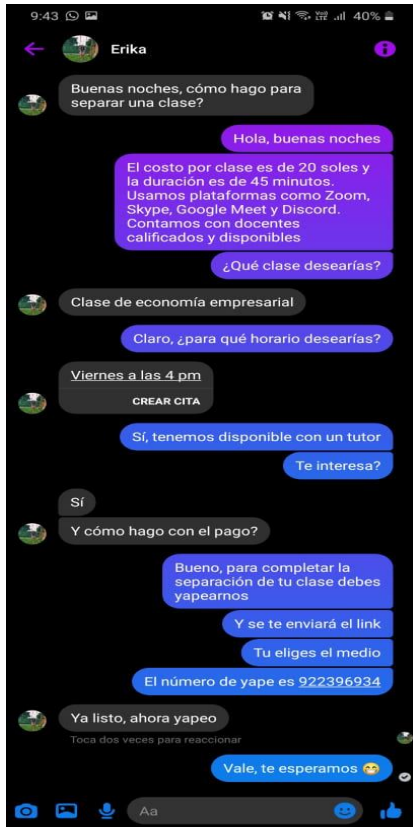 9:43
40%
Erika
Buenas noches, cómo hago para
separar una clase?
Hola, buenas noches
El costo por clase es de 20 soles y
la duración es de 45 minutos.
Usamos plataformas como Zoom,
Skype, Google Meet y Discord.
Contamos con docentes
calificados y disponibles
¿Qué clase desearías?
Clase de economía empresarial
Claro, ¿para qué horario desearías?
Viernes a las 4 pm
CREAR CITA
Sí, tenemos disponible con un tutor
Te interesa?
Sí
Y cómo hago con el pago?
Bueno, para completar la
separación de tu clase debes
yapearnos
Y se te enviará el link
Tu eliges el medio
El número de yape es 922396934
Ya listo, ahora yapeo
Toca dos veces para reaccionar
Vale, te esperamos 😁
Aa